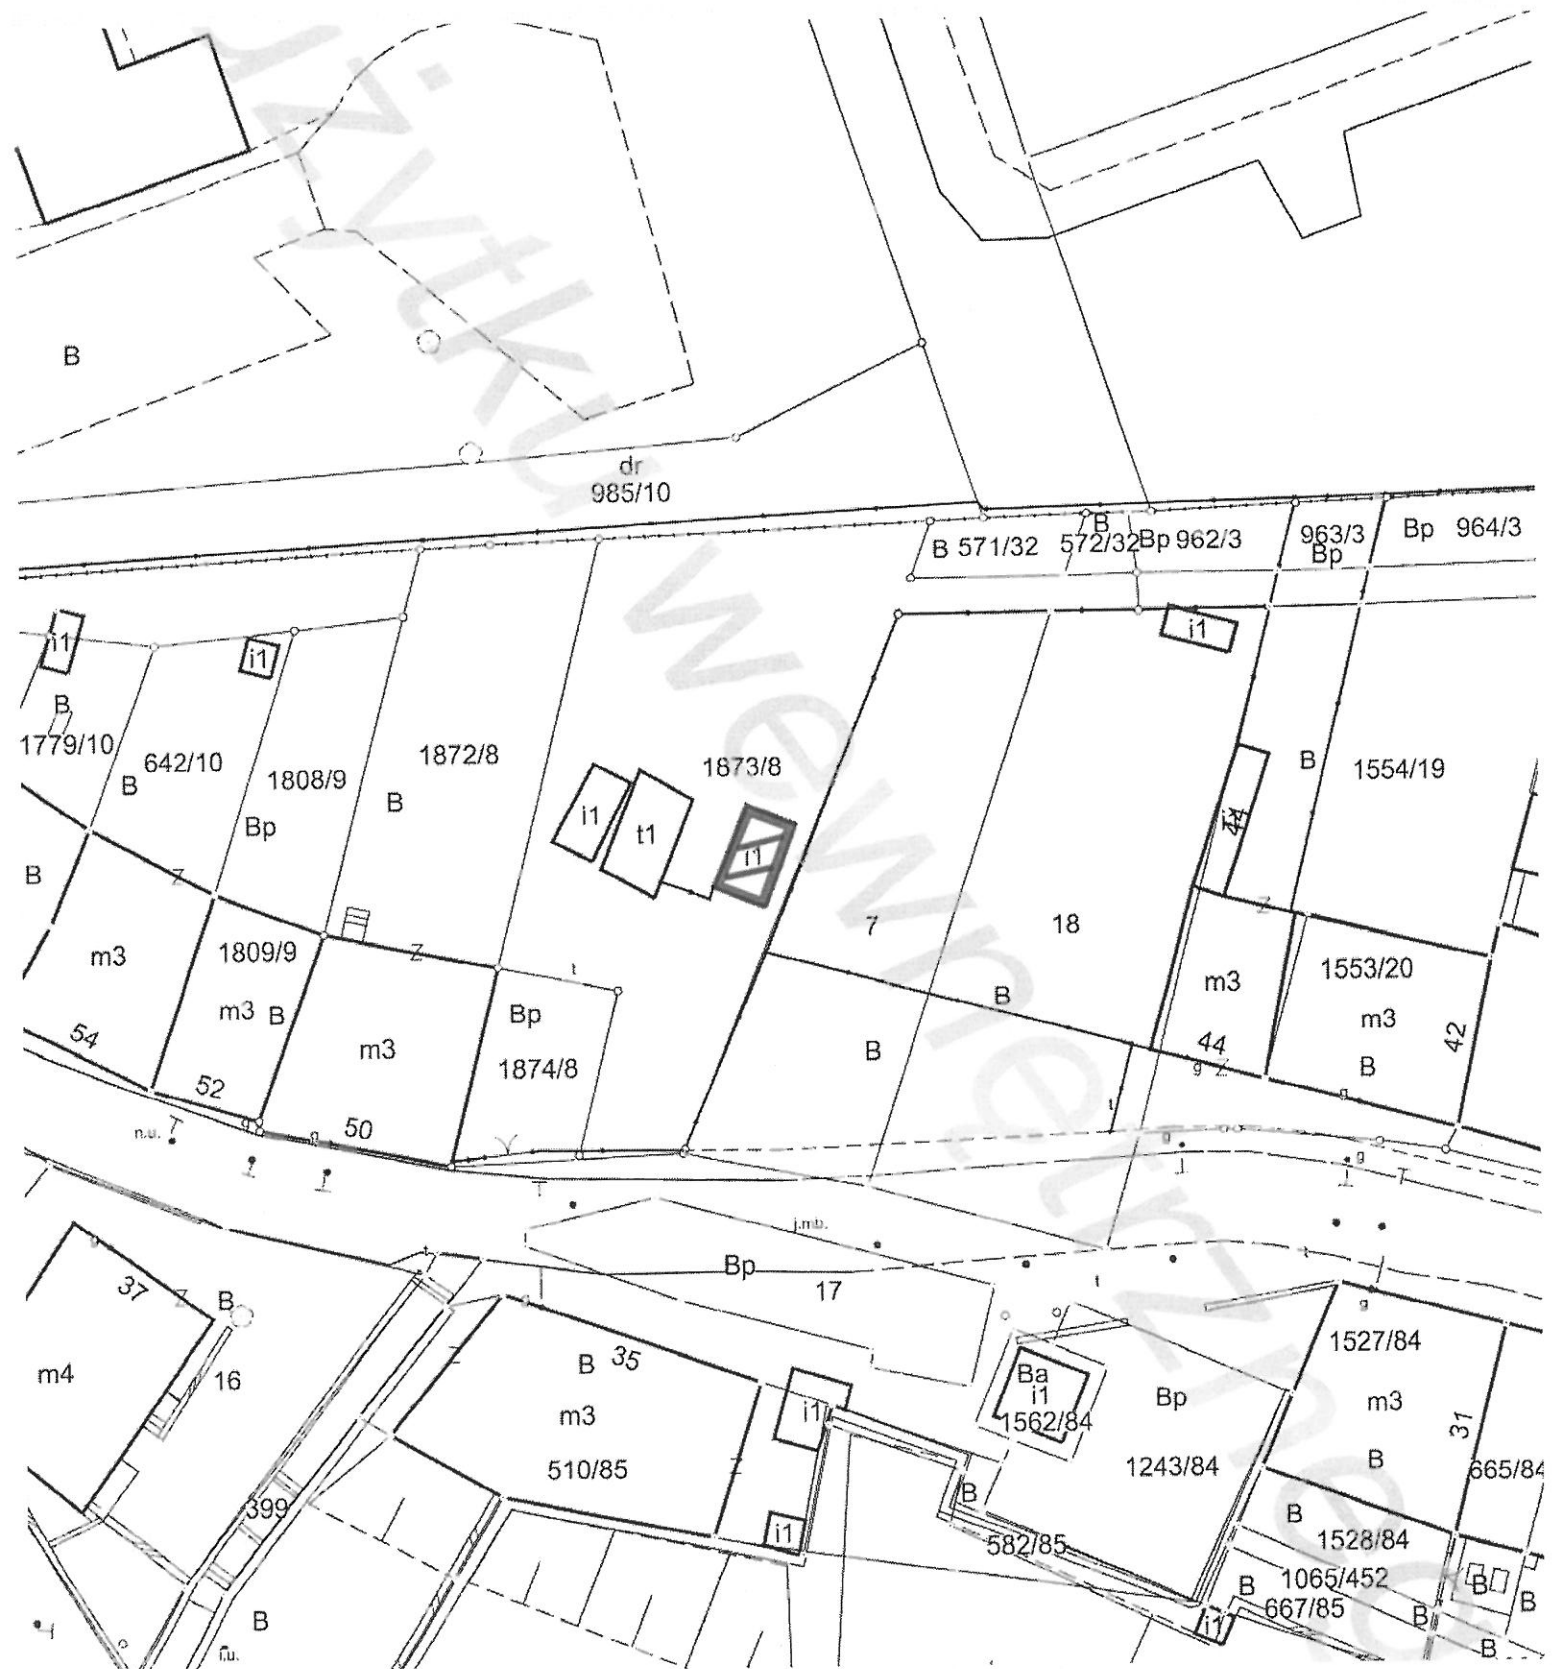 użytku wewnętrzneg
B
dr
985/10
B 571/32
572/32
B
Bp 962/3
963/3
Bp
Bp 964/3
i1
i1
i1
B
1779/10
B
642/10
1808/9
Bp
1872/8
B
1873/8
i1
t1
i1
B
1554/19
44
7
18
Z
Z
Z
B
m3
1809/9
m3
B
m3
t
Bp
1874/8
B
B
m3
1553/20
m3
B
42
54
52
50
44
g
Z
g
g
g
t
n.u.
g
g
j.mb.
Bp
17
t
t
t
g
37
Z
B
m4
16
g
B
35
m3
510/85
Z
i1
i1
Ba
i1
1562/84
Bp
1243/84
g
1527/84
m3
31
B
665/84
399
B
582/85
B
1528/84
1065/452
B
667/85
B
B
B
B
i1
B